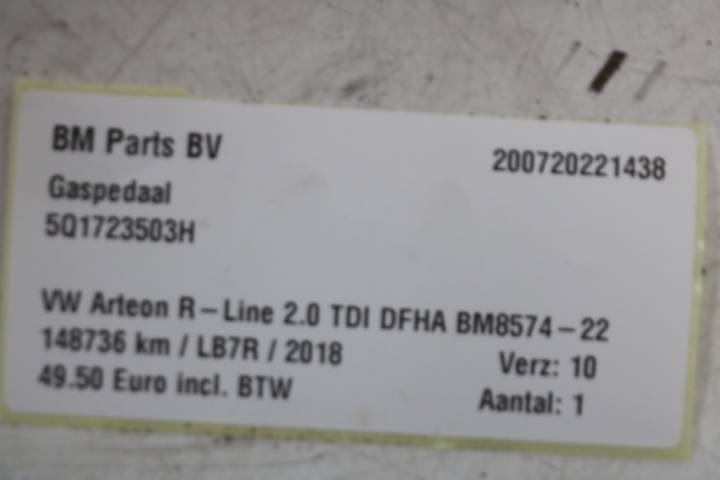 BM Parts BV
200720221438
Gaspedaal
5Q1723503H
VW Arteon R-Line 2.0 TDI DFHA BM8574-22
148736 km / LB7R / 2018
Verz: 10
49.50 Euro incl. BTW
Aantal: 1